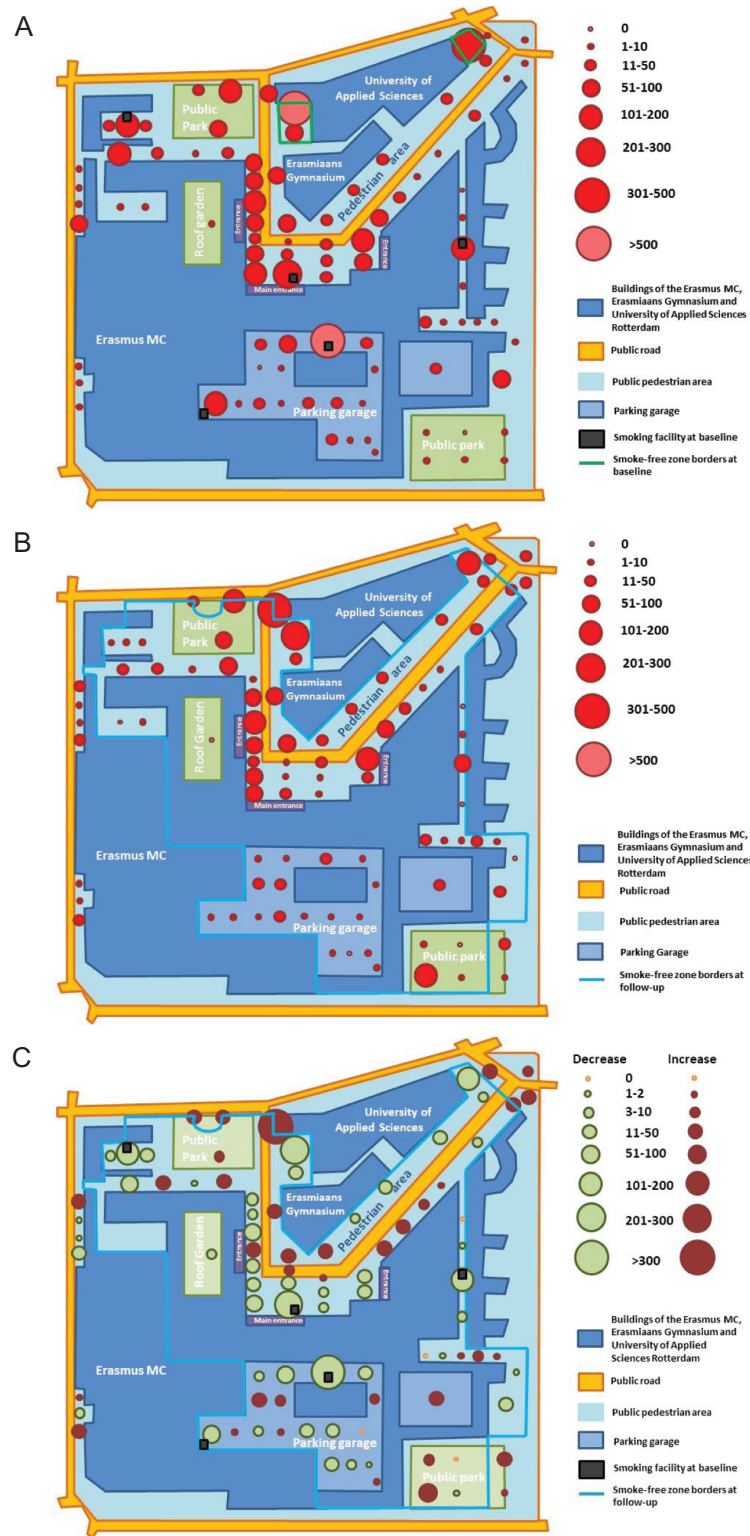 A
University of
Applied Sciences
Public
Park
Erasmiaans
Gymnasium
Pedestrian area
Roof garden
Entrance
Entrance
Main entrance
Erasmus MC
Parking garage
Public park
0
1-10
11-50
51-100
101-200
201-300
301-500
>500
Buildings of the Erasmus MC,
Erasmiaans Gymnasium and
University of Applied Sciences
Rotterdam
Public road
Public pedestrian area
Parking garage
Smoking facility at baseline
Smoke-free zone borders at
baseline
B
University of
Applied Sciences
Public
Park
Erasmiaans
Gymnasium
Pedestrian area
Roof Garden
Entrance
Entrance
Main entrance
Erasmus MC
Parking garage
Public park
0
1-10
11-50
51-100
101-200
201-300
301-500
>500
Buildings of the Erasmus MC,
Erasmiaans Gymnasium and
University of Applied Sciences
Rotterdam
Public road
Public pedestrian area
Parking Garage
Smoke-free zone borders at
follow-up
C
University of
Applied Sciences
Public
Park
Erasmiaans
Gymnasium
Pedestrian area
Roof Garden
Entrance
Entrance
Main entrance
Erasmus MC
Parking garage
Public park
Decrease Increase
0
1-2
3-10
11-50
51-100
101-200
201-300
>300
Buildings of the Erasmus MC,
Erasmiaans Gymnasium and
University of Applied
Sciences Rotterdam
Public road
Public pedestrian area
Parking garage
Smoking facility at baseline
Smoke-free zone borders at
follow-up